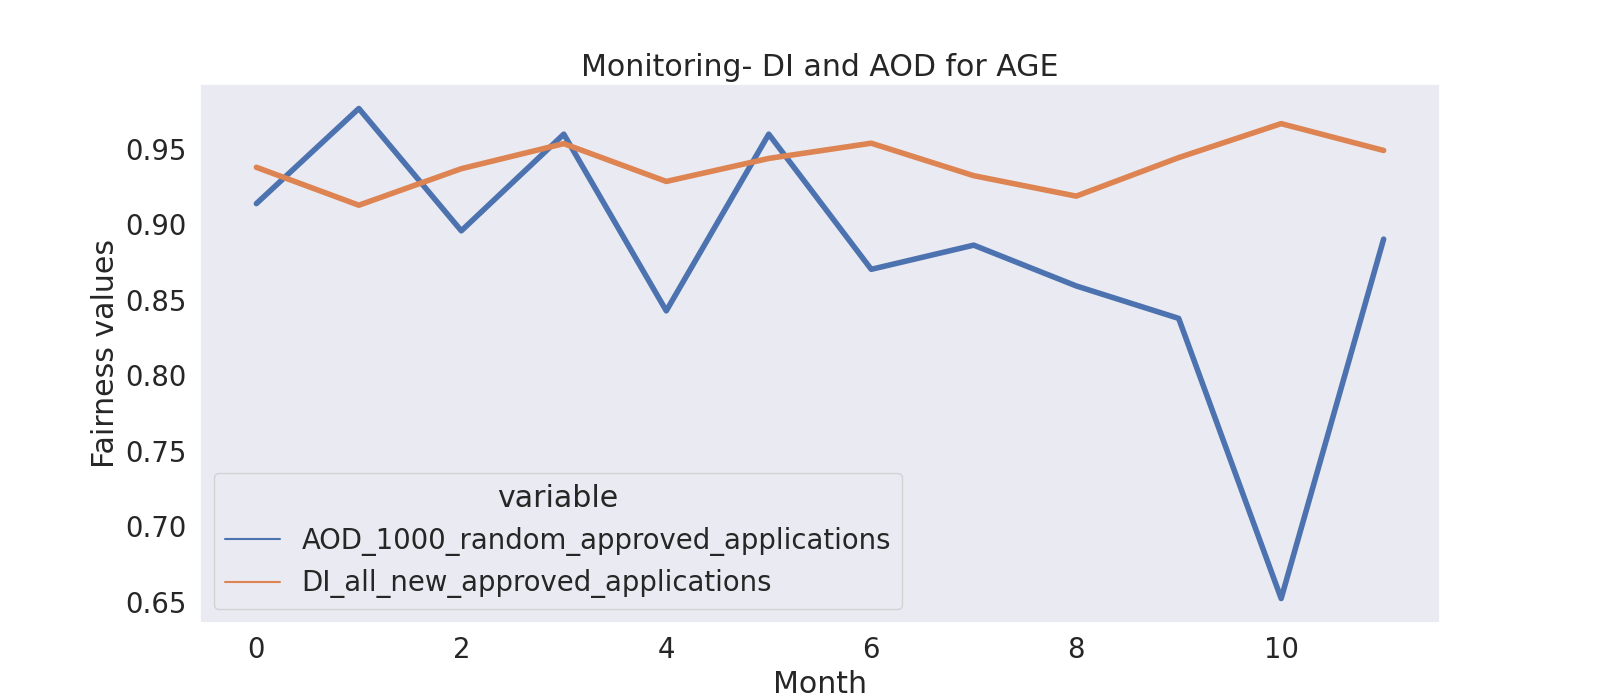 Monitoring- DI and AOD for AGE
Fairness values
0.95
0.90
0.85
0.80
0.75
0.70
0.65
variable
AOD_1000_random_approved_applications
DI_all_new_approved_applications
0 2 4 6 8 10
Month